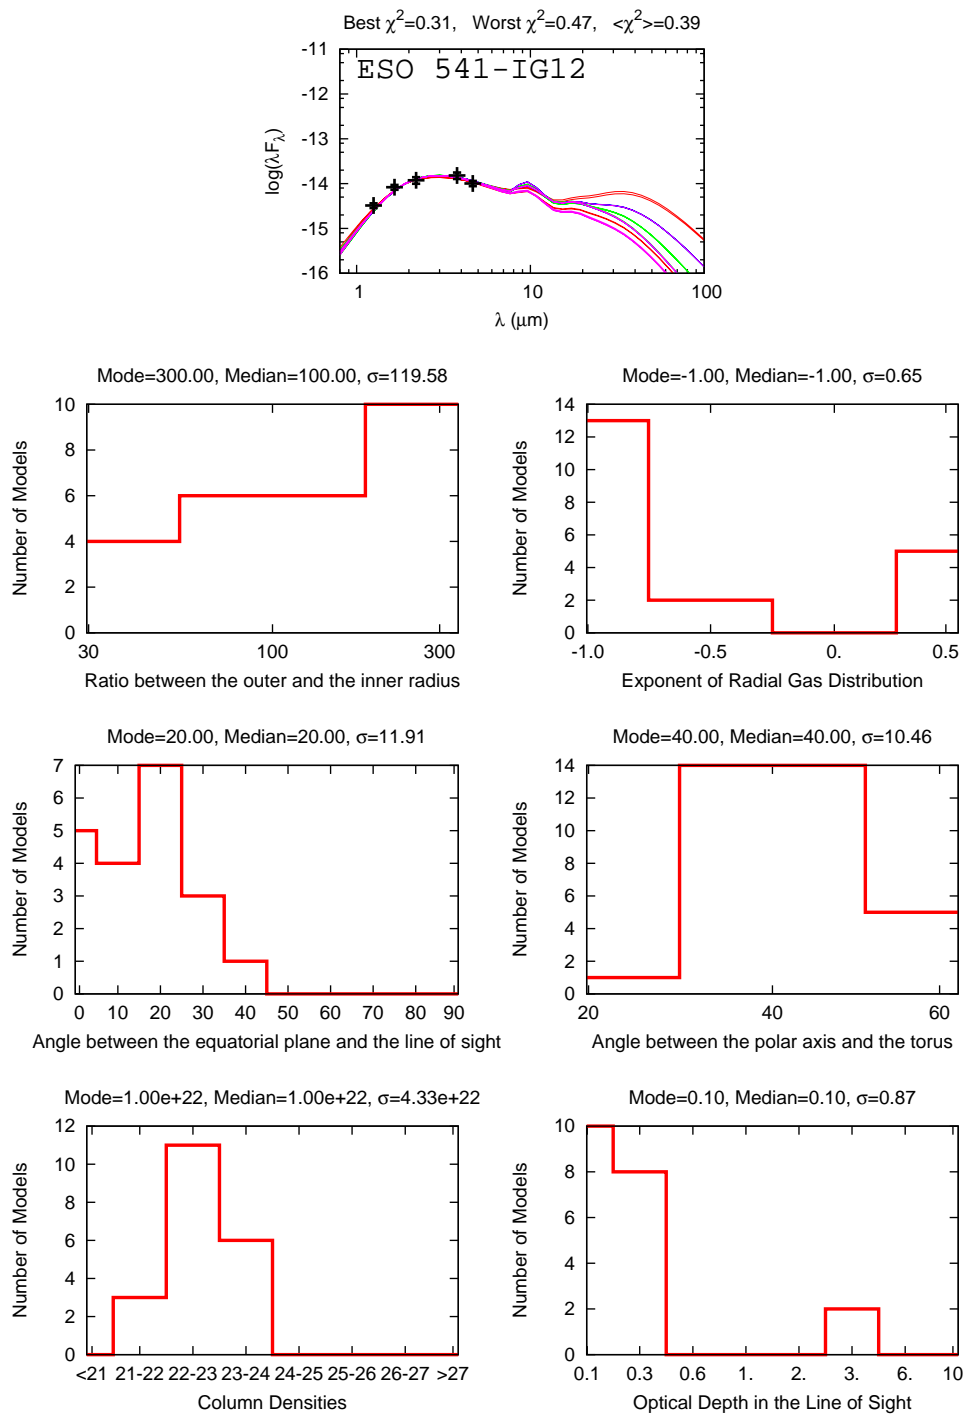 Best χ²=0.31, Worst χ²=0.47, <χ²>=0.39
ESO 541-IG12
log(λFλ)
-11
-12
-13
-14
-15
-16
1 10 100
λ (μm)
Mode=300.00, Median=100.00, σ=119.58
Number of Models
10
8
6
4
2
0
30 100 300
Ratio between the outer and the inner radius
Mode=-1.00, Median=-1.00, σ=0.65
Number of Models
14
12
10
8
6
4
2
0
-1.0 -0.5 0. 0.5
Exponent of Radial Gas Distribution
Mode=20.00, Median=20.00, σ=11.91
Number of Models
7
6
5
4
3
2
1
0
0 10 20 30 40 50 60 70 80 90
Angle between the equatorial plane and the line of sight
Mode=40.00, Median=40.00, σ=10.46
Number of Models
14
12
10
8
6
4
2
0
20 40 60
Angle between the polar axis and the torus
Mode=1.00e+22, Median=1.00e+22, σ=4.33e+22
Number of Models
12
10
8
6
4
2
0
<21 21-22 22-23 23-24 24-25 25-26 26-27 >27
Column Densities
Mode=0.10, Median=0.10, σ=0.87
Number of Models
10
8
6
4
2
0
0.1 0.3 0.6 1. 2. 3. 6. 10
Optical Depth in the Line of Sight